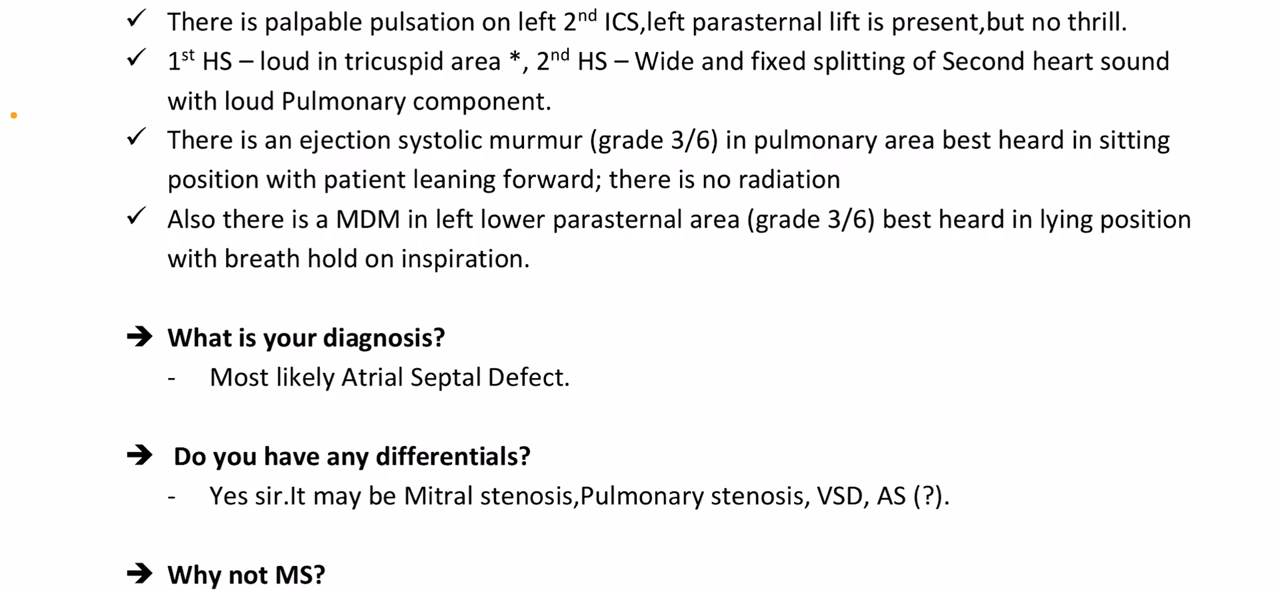 ✓ There is palpable pulsation on left 2nd ICS,left parasternal lift is present,but no thrill.
✓ 1st HS – loud in tricuspid area *, 2nd HS – Wide and fixed splitting of Second heart sound
with loud Pulmonary component.
✓ There is an ejection systolic murmur (grade 3/6) in pulmonary area best heard in sitting
position with patient leaning forward; there is no radiation
✓ Also there is a MDM in left lower parasternal area (grade 3/6) best heard in lying position
with breath hold on inspiration.
➔ What is your diagnosis?
- Most likely Atrial Septal Defect.
➔ Do you have any differentials?
- Yes sir.It may be Mitral stenosis,Pulmonary stenosis, VSD, AS (?).
➔ Why not MS?